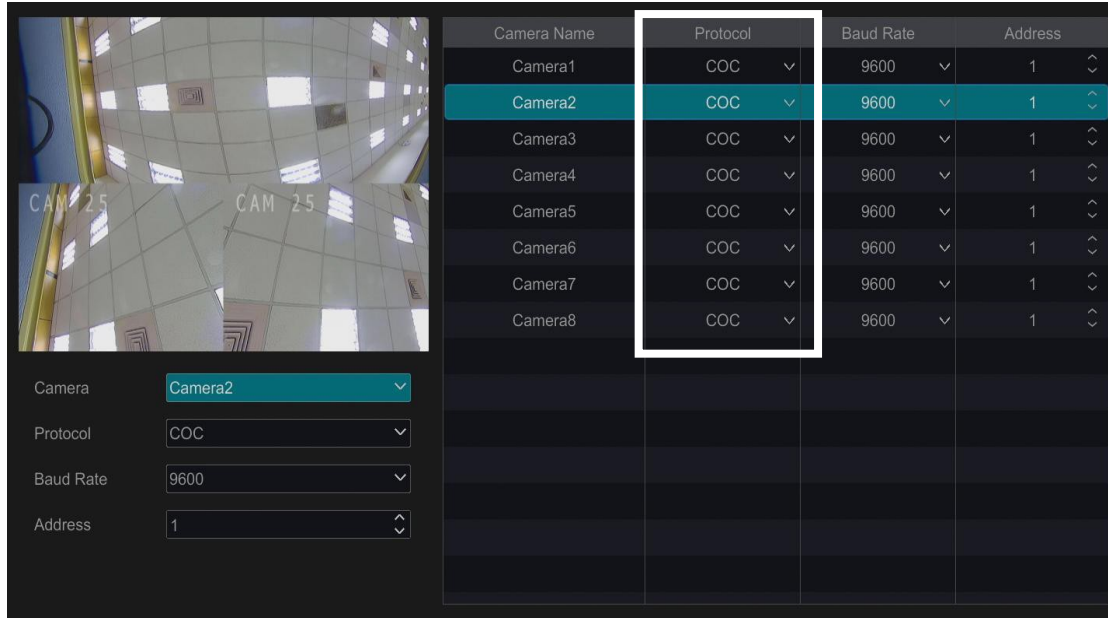 CAM 25
CAM 25
Camera Camera2
Protocol COC
Baud Rate 9600
Address 1
Camera Name Protocol Baud Rate Address
Camera1 COC 9600 1
Camera2 COC 9600 1
Camera3 COC 9600 1
Camera4 COC 9600 1
Camera5 COC 9600 1
Camera6 COC 9600 1
Camera7 COC 9600 1
Camera8 COC 9600 1